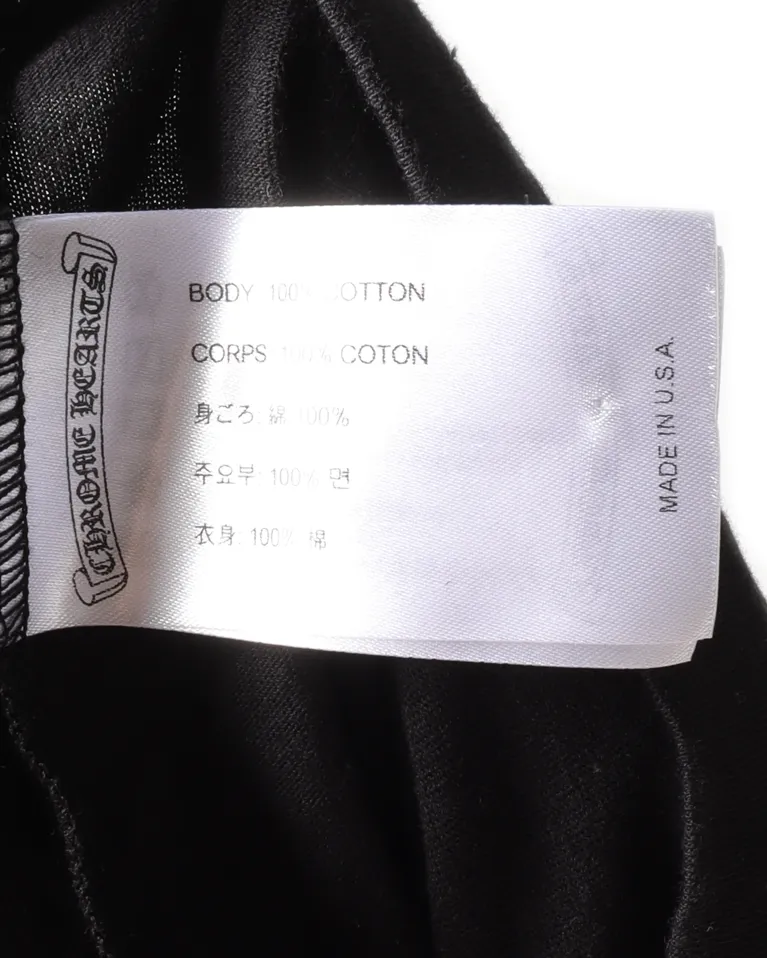 CHROME HEARTS
BODY 100% COTTON
CORPS 100% COTON
身ごろ: 綿 100%
주요부: 100% 면
衣身: 100% 棉
MADE IN U.S.A.